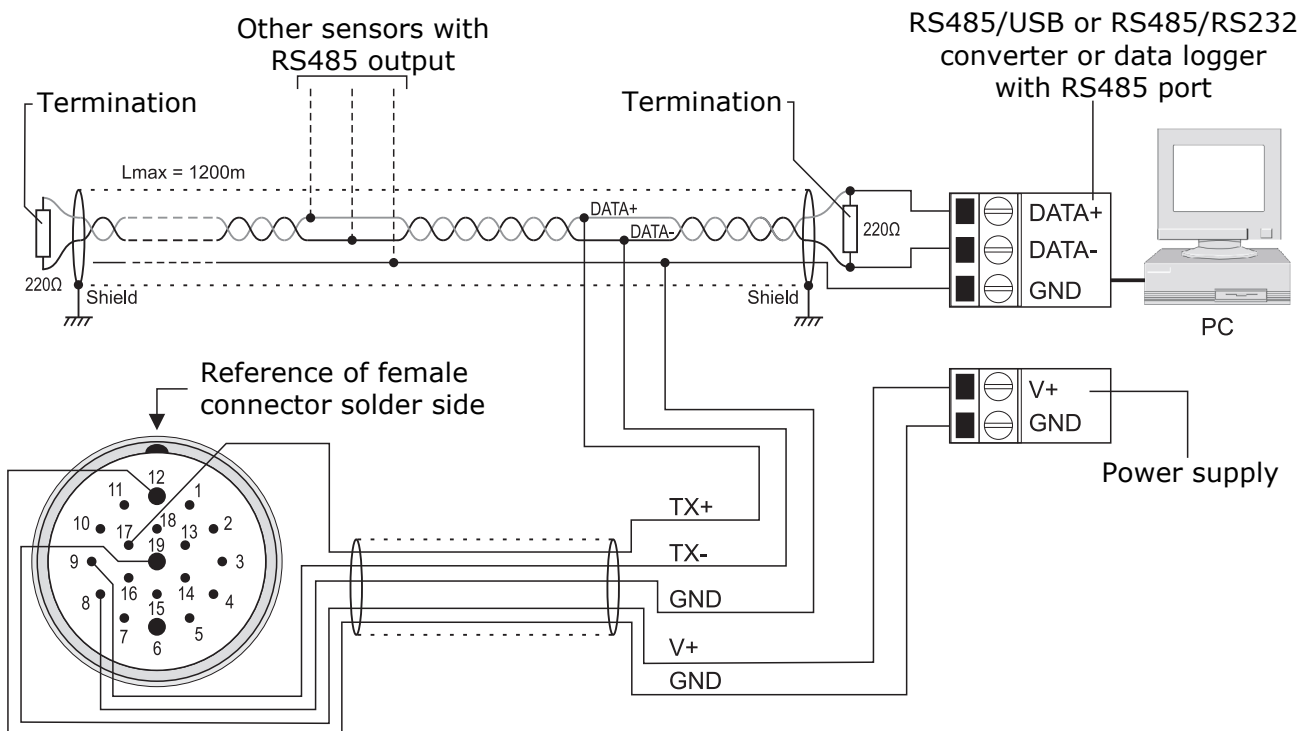 Other sensors with
RS485 output
RS485/USB or RS485/RS232
converter or data logger
with RS485 port
Termination
Termination
Lmax = 1200m
DATA+
DATA-
220Ω
220Ω
Shield
Shield
DATA+
DATA-
GND
PC
Reference of female
connector solder side
V+
GND
Power supply
12
11
1
10
17
18
13
2
9
19
3
8
16
15
14
4
7
6
5
TX+
TX-
GND
V+
GND